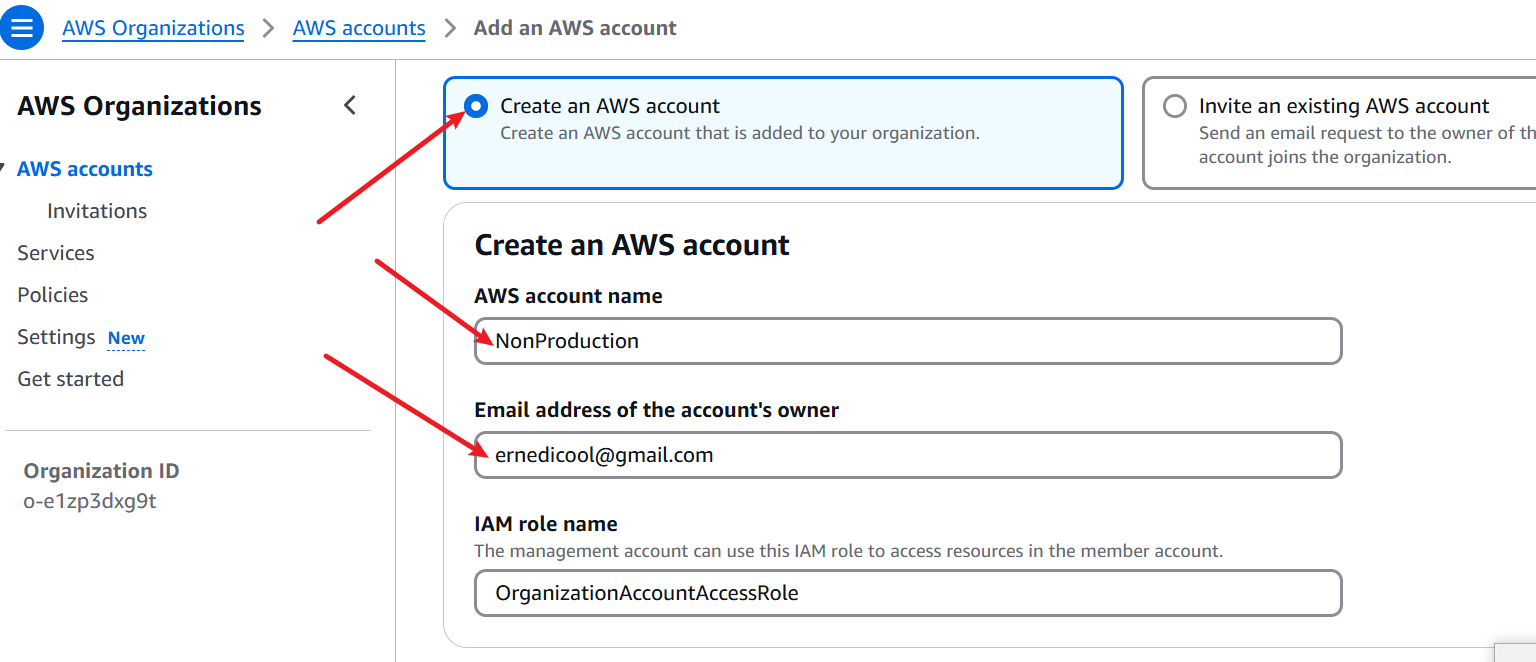 AWS Organizations > AWS accounts > Add an AWS account
AWS Organizations
AWS accounts
Invitations
Services
Policies
Settings New
Get started
Organization ID
o-e1zp3dxg9t
Create an AWS account
Create an AWS account that is added to your organization.
Invite an existing AWS account
Send an email request to the owner of th
account joins the organization.
Create an AWS account
AWS account name
NonProduction
Email address of the account's owner
ernedicool@gmail.com
IAM role name
The management account can use this IAM role to access resources in the member account.
OrganizationAccountAccessRole